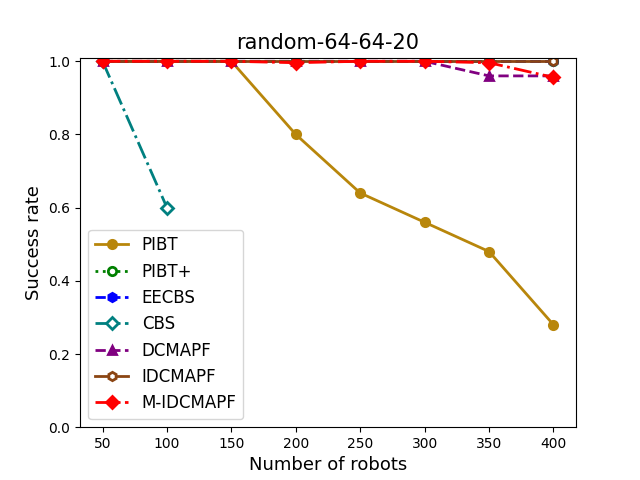 random-64-64-20
1.0
0.8
0.6
0.4
0.2
0.0
Success rate
PIBT
PIBT+
EECBS
CBS
DCMAPF
IDCMAPF
M-IDCMAPF
50 100 150 200 250 300 350 400
Number of robots